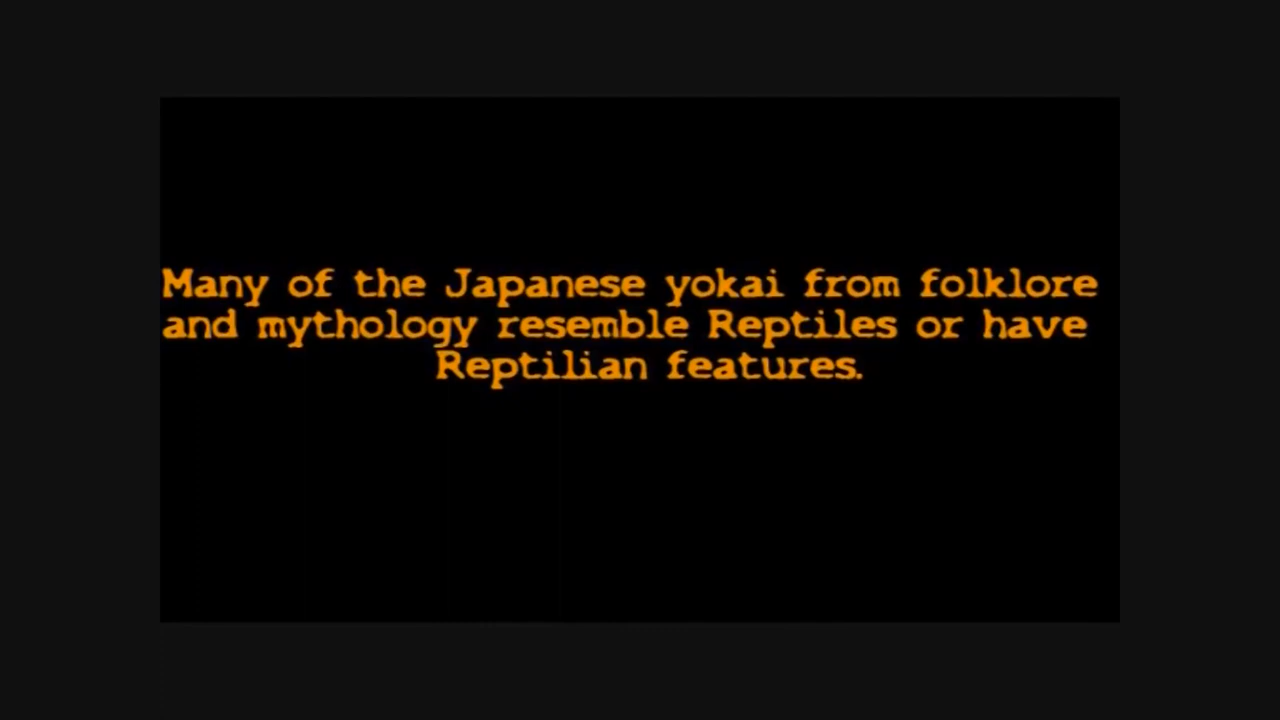 Many of the Japanese yokai from folklore
and mythology resemble Reptiles or have
Reptilian features.